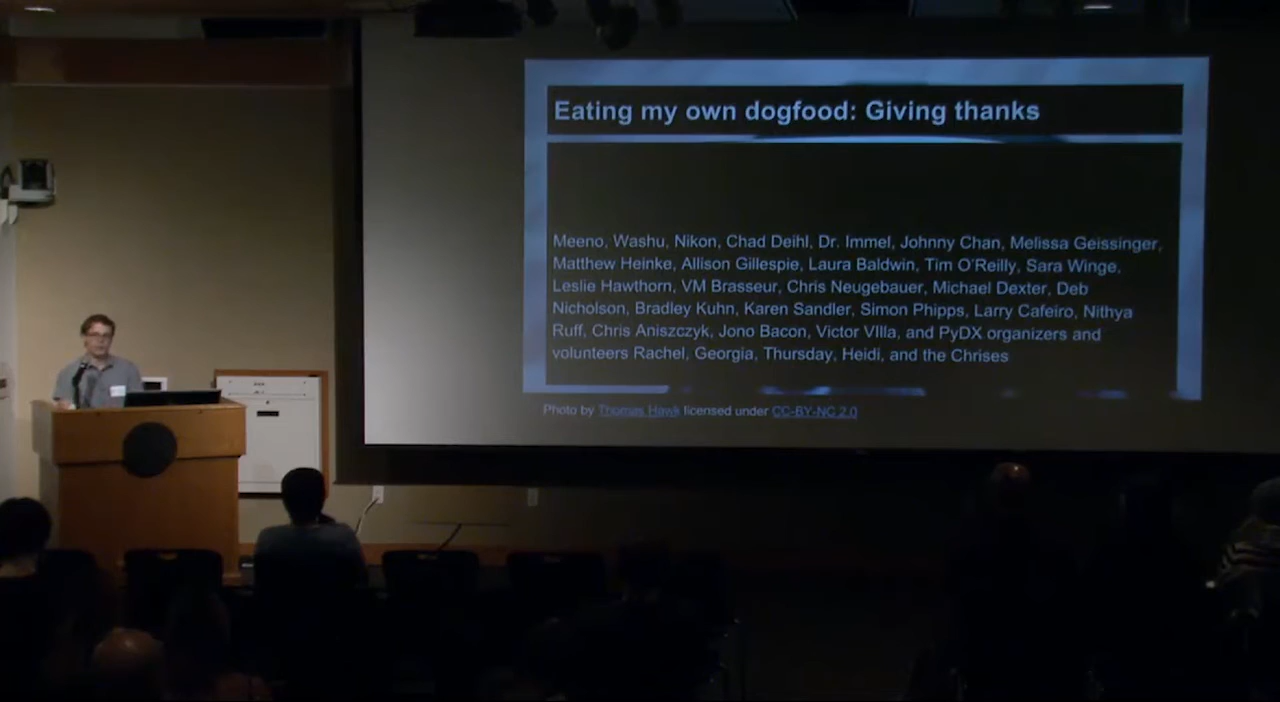 Eating my own dogfood: Giving thanks
Meeno, Washu, Nikon, Chad Deihl, Dr. Immel, Johnny Chan, Melissa Geissinger,
Matthew Heinke, Allison Gillespie, Laura Baldwin, Tim O'Reilly, Sara Winge,
Leslie Hawthorn, VM Brasseur, Chris Neugebauer, Michael Dexter, Deb
Nicholson, Bradley Kuhn, Karen Sandler, Simon Phipps, Larry Cafeiro, Nithya
Ruff, Chris Aniszczyk, Jono Bacon, Victor VIlla, and PyDX organizers and
volunteers Rachel, Georgia, Thursday, Heidi, and the Chrises
Photo by Thomas Hawk licensed under CC-BY-NC 2.0